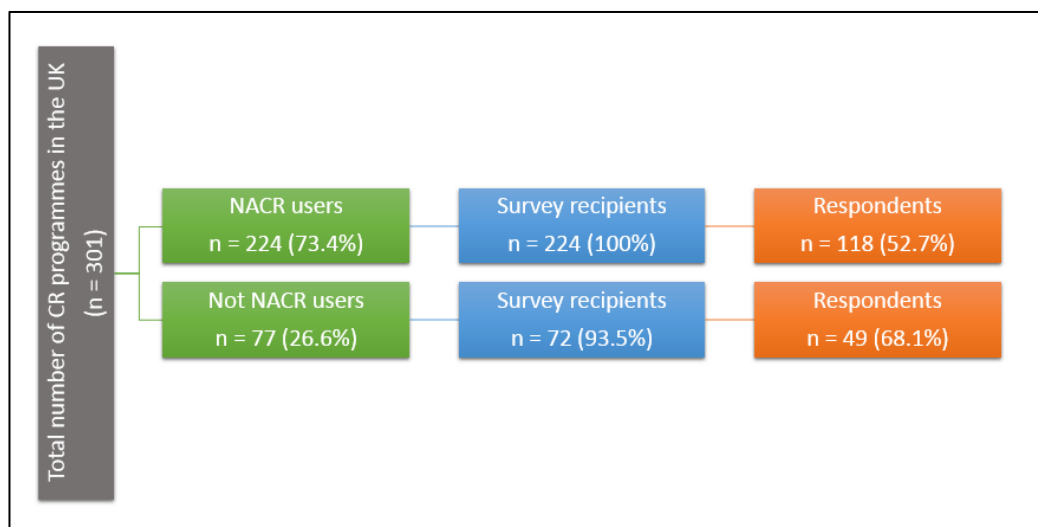 Total number of CR programmes in the UK
(n = 301)
NACR users
n = 224 (73.4%)
Survey recipients
n = 224 (100%)
Respondents
n = 118 (52.7%)
Not NACR users
n = 77 (26.6%)
Survey recipients
n = 72 (93.5%)
Respondents
n = 49 (68.1%)